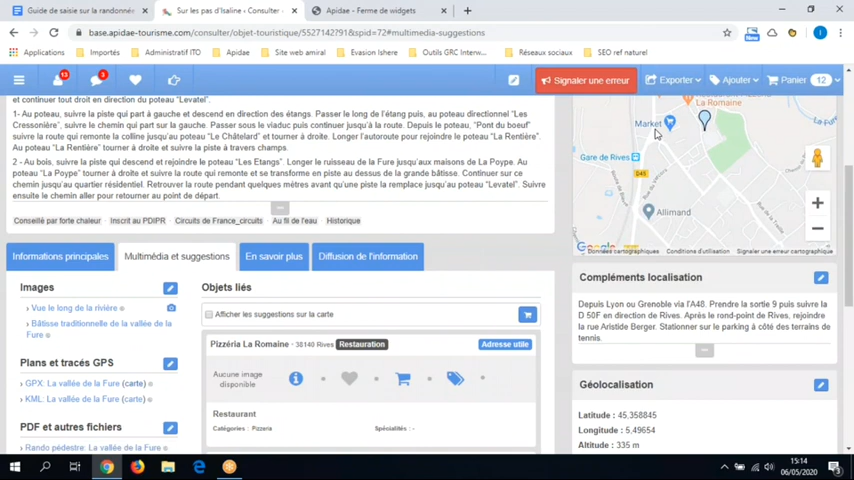 Guide de saisie sur la randonné
Sur les pas d'Isaline • Consulter
Apidae - Ferme de widgets
base.apidae-tourisme.com/consulter/objet-touristique/5527142791&spid=72#multimedia-suggestions
Applications
Importés
Administratif ITO
Apidae
Site web amiral
Evasion Ishere
Outils GRC Interw...
Réseaux sociaux
SEO ref naturel
New
13
3
Signaler une erreur
Exporter
Ajouter
Panier
12
et continuer tout droit en direction du poteau "Levatel".
1- Au poteau, suivre la piste qui part à gauche et descend en direction des étangs. Passer le long de l'étang puis, au poteau directionnel "Les
Cressonière", suivre le chemin qui part sur la gauche. Passer sous le viaduc puis continuer jusqu'à la route. Depuis le poteau, "Pont du boeuf"
suivre la route qui remonte la colline jusqu'au poteau "Le Châtelard" et tourner à droite. Longer l'autoroute pour rejoindre le poteau "La Rentière".
Au poteau "La Rentière" tourner à droite et suivre la piste à travers champs.
2 - Au bois, suivre la piste qui descend et rejoindre le poteau "Les Etangs". Longer le ruisseau de la Fure jusqu'aux maisons de La Poype. Au
poteau "La Poype" tourner à droite et suivre la route qui remonte et se transforme en piste au dessus de la grande bâtisse. Continuer sur ce
chemin jusqu'au quartier résidentiel. Retrouver la route pendant quelques mètres avant qu'une piste la remplace jusqu'au poteau "Levatel". Suivre
ensuite le chemin aller pour retourner au point de départ.
Conseillé par forte chaleur
Inscrit au PDIPR
Circuits de France_circuits
Au fil de l'eau
Historique
Informations principales
Multimédia et suggestions
En savoir plus
Diffusion de l'information
Images
Vue le long de la rivière
Bâtisse traditionnelle de la vallée de la
Fure
Plans et tracés GPS
GPX: La vallée de la Fure (carte)
KML: La vallée de la Fure (carte)
PDF et autres fichiers
Rando pédestre: La vallée de la Fure
Objets liés
Afficher les suggestions sur la carte
Pizzéria La Romaine • 38140 Rives
Restauration
Adresse utile
Aucune image
disponible
Restaurant
Catégories : Pizzeria
Spécialités : -
La Romaine
Market
Gare de Rives
D45
Allimand
Google
Données cartographiques
Conditions d'utilisation
Signaler une erreur cartographique
Compléments localisation
Depuis Lyon ou Grenoble via l'A48. Prendre la sortie 9 puis suivre la
D 50F en direction de Rives. Après le rond-point de Rives, rejoindre
la rue Aristide Berger. Stationner sur le parking à côté des terrains de
tennis.
Géolocalisation
Latitude : 45,358845
Longitude : 5,49654
Altitude : 335 m
15:14
06/05/2020
3